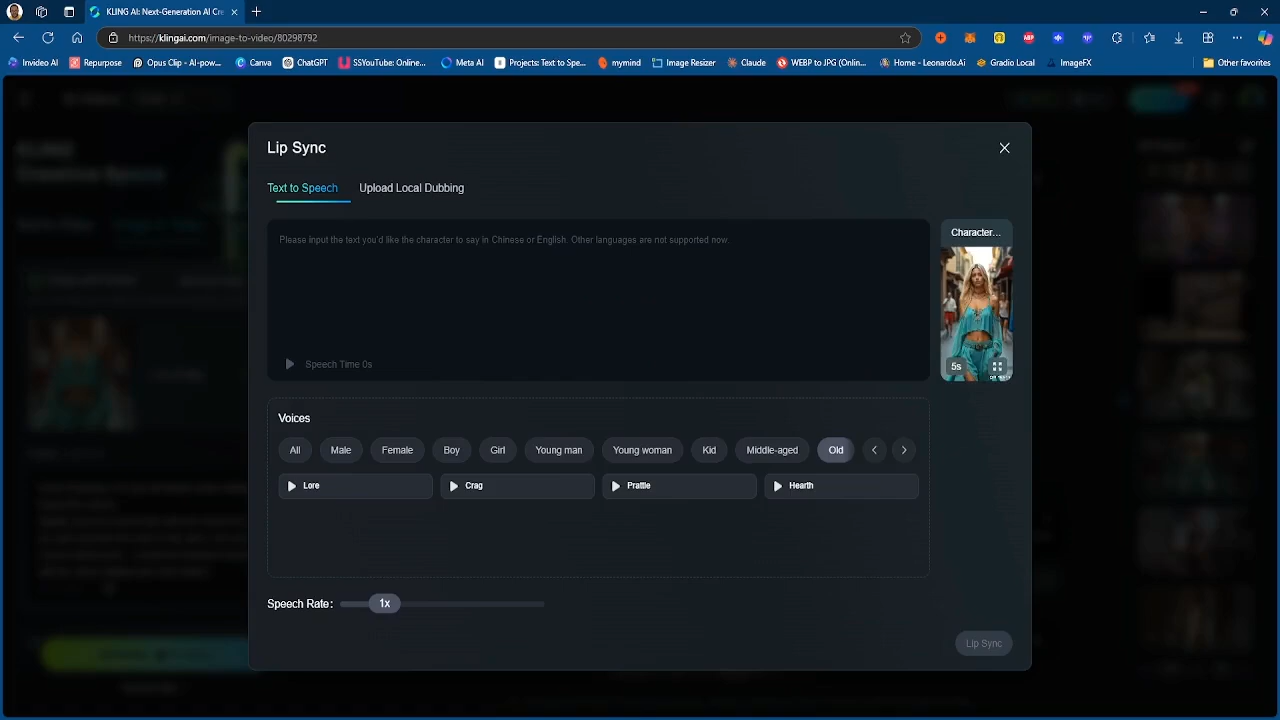 KLING AI: Next-Generation AI Cre
https://klingai.com/image-to-video/80298792
Invideo AI
Repurpose
Opus Clip - AI-pow...
Canva
ChatGPT
SSYouTube: Online...
Meta AI
Projects: Text to Spe...
mymind
Image Resizer
Claude
WEBP to JPG (Onlin...
Home - Leonardo.Ai
Gradio Local
ImageFX
Other favorites
Lip Sync
Text to Speech
Upload Local Dubbing
Please input the text you'd like the character to say in Chinese or English. Other languages are not supported now.
Speech Time 0s
Character...
5s
Voices
All
Male
Female
Boy
Girl
Young man
Young woman
Kid
Middle-aged
Old
Lore
Crag
Prattle
Hearth
Speech Rate:
1x
Lip Sync